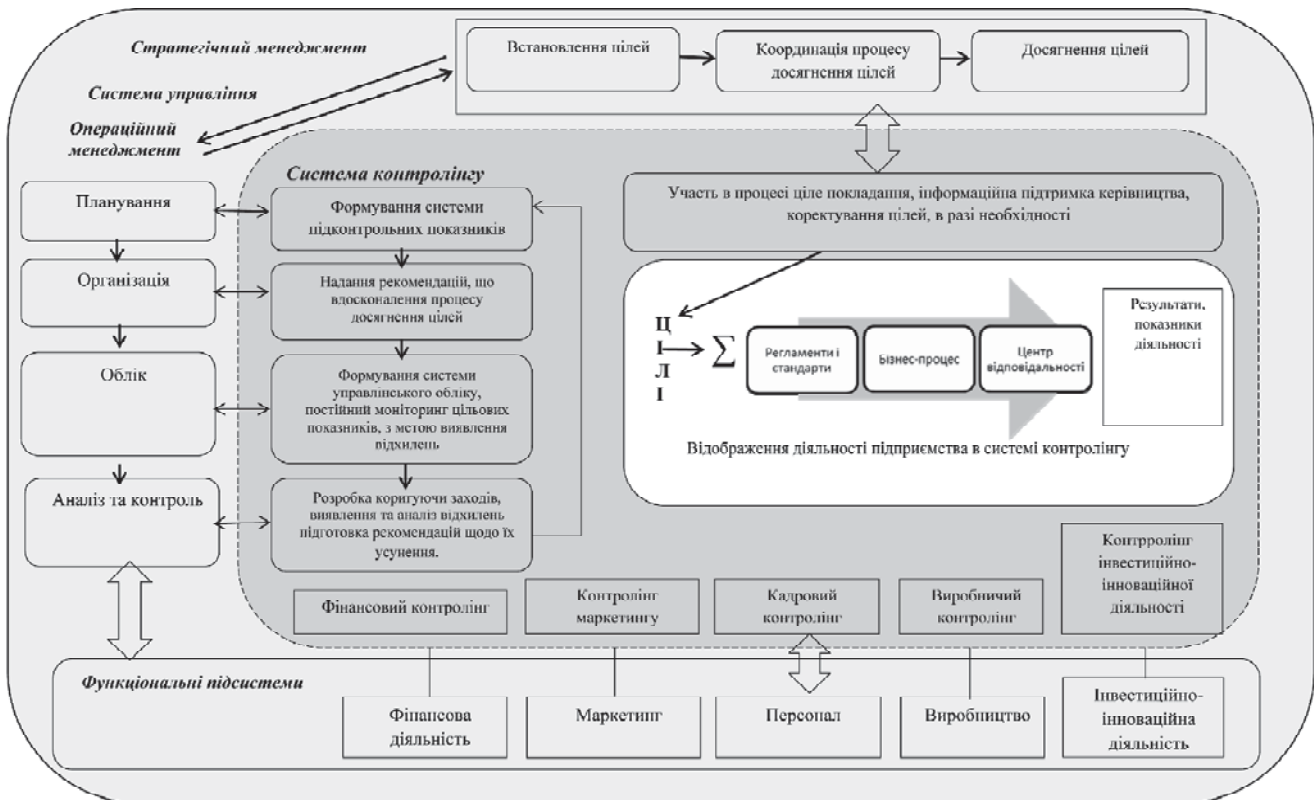 Стратегічний менеджмент
Встановлення цілей
Координація процесу
досягнення цілей
Досягнення цілей
Система управління
Операційний
менеджмент
Система контролінгу
Планування
Організація
Облік
Аналіз та контроль
Формування системи
підконтрольних показників
Надання рекомендацій, що
вдосконалення процесу
досягнення цілей
Формування системи
управлінського обліку,
постійний моніторинг цільових
показників, з метою виявлення
відхилень
Розробка коригуючи заходів,
виявлення та аналіз відхилень
підготовка рекомендацій щодо їх
усунення.
Участь в процесі ціле покладання, інформаційна підтримка керівництва,
коректування цілей, в разі необхідності
Ц
І
Л
І
∑
Регламенти і
стандарти
Бізнес-процес
Центр
відповідальності
Результати,
показники
діяльності
Відображення діяльності підприємства в системі контролінгу
Фінансовий контролінг
Контролінг
маркетингу
Кадровий
контролінг
Виробничий
контролінг
Контрролінг
інвестиційно-
інноваційної
діяльності
Функціональні підсистеми
Фінансова
діяльність
Маркетинг
Персонал
Виробництво
Інвестиційно-
інноваційна
діяльність